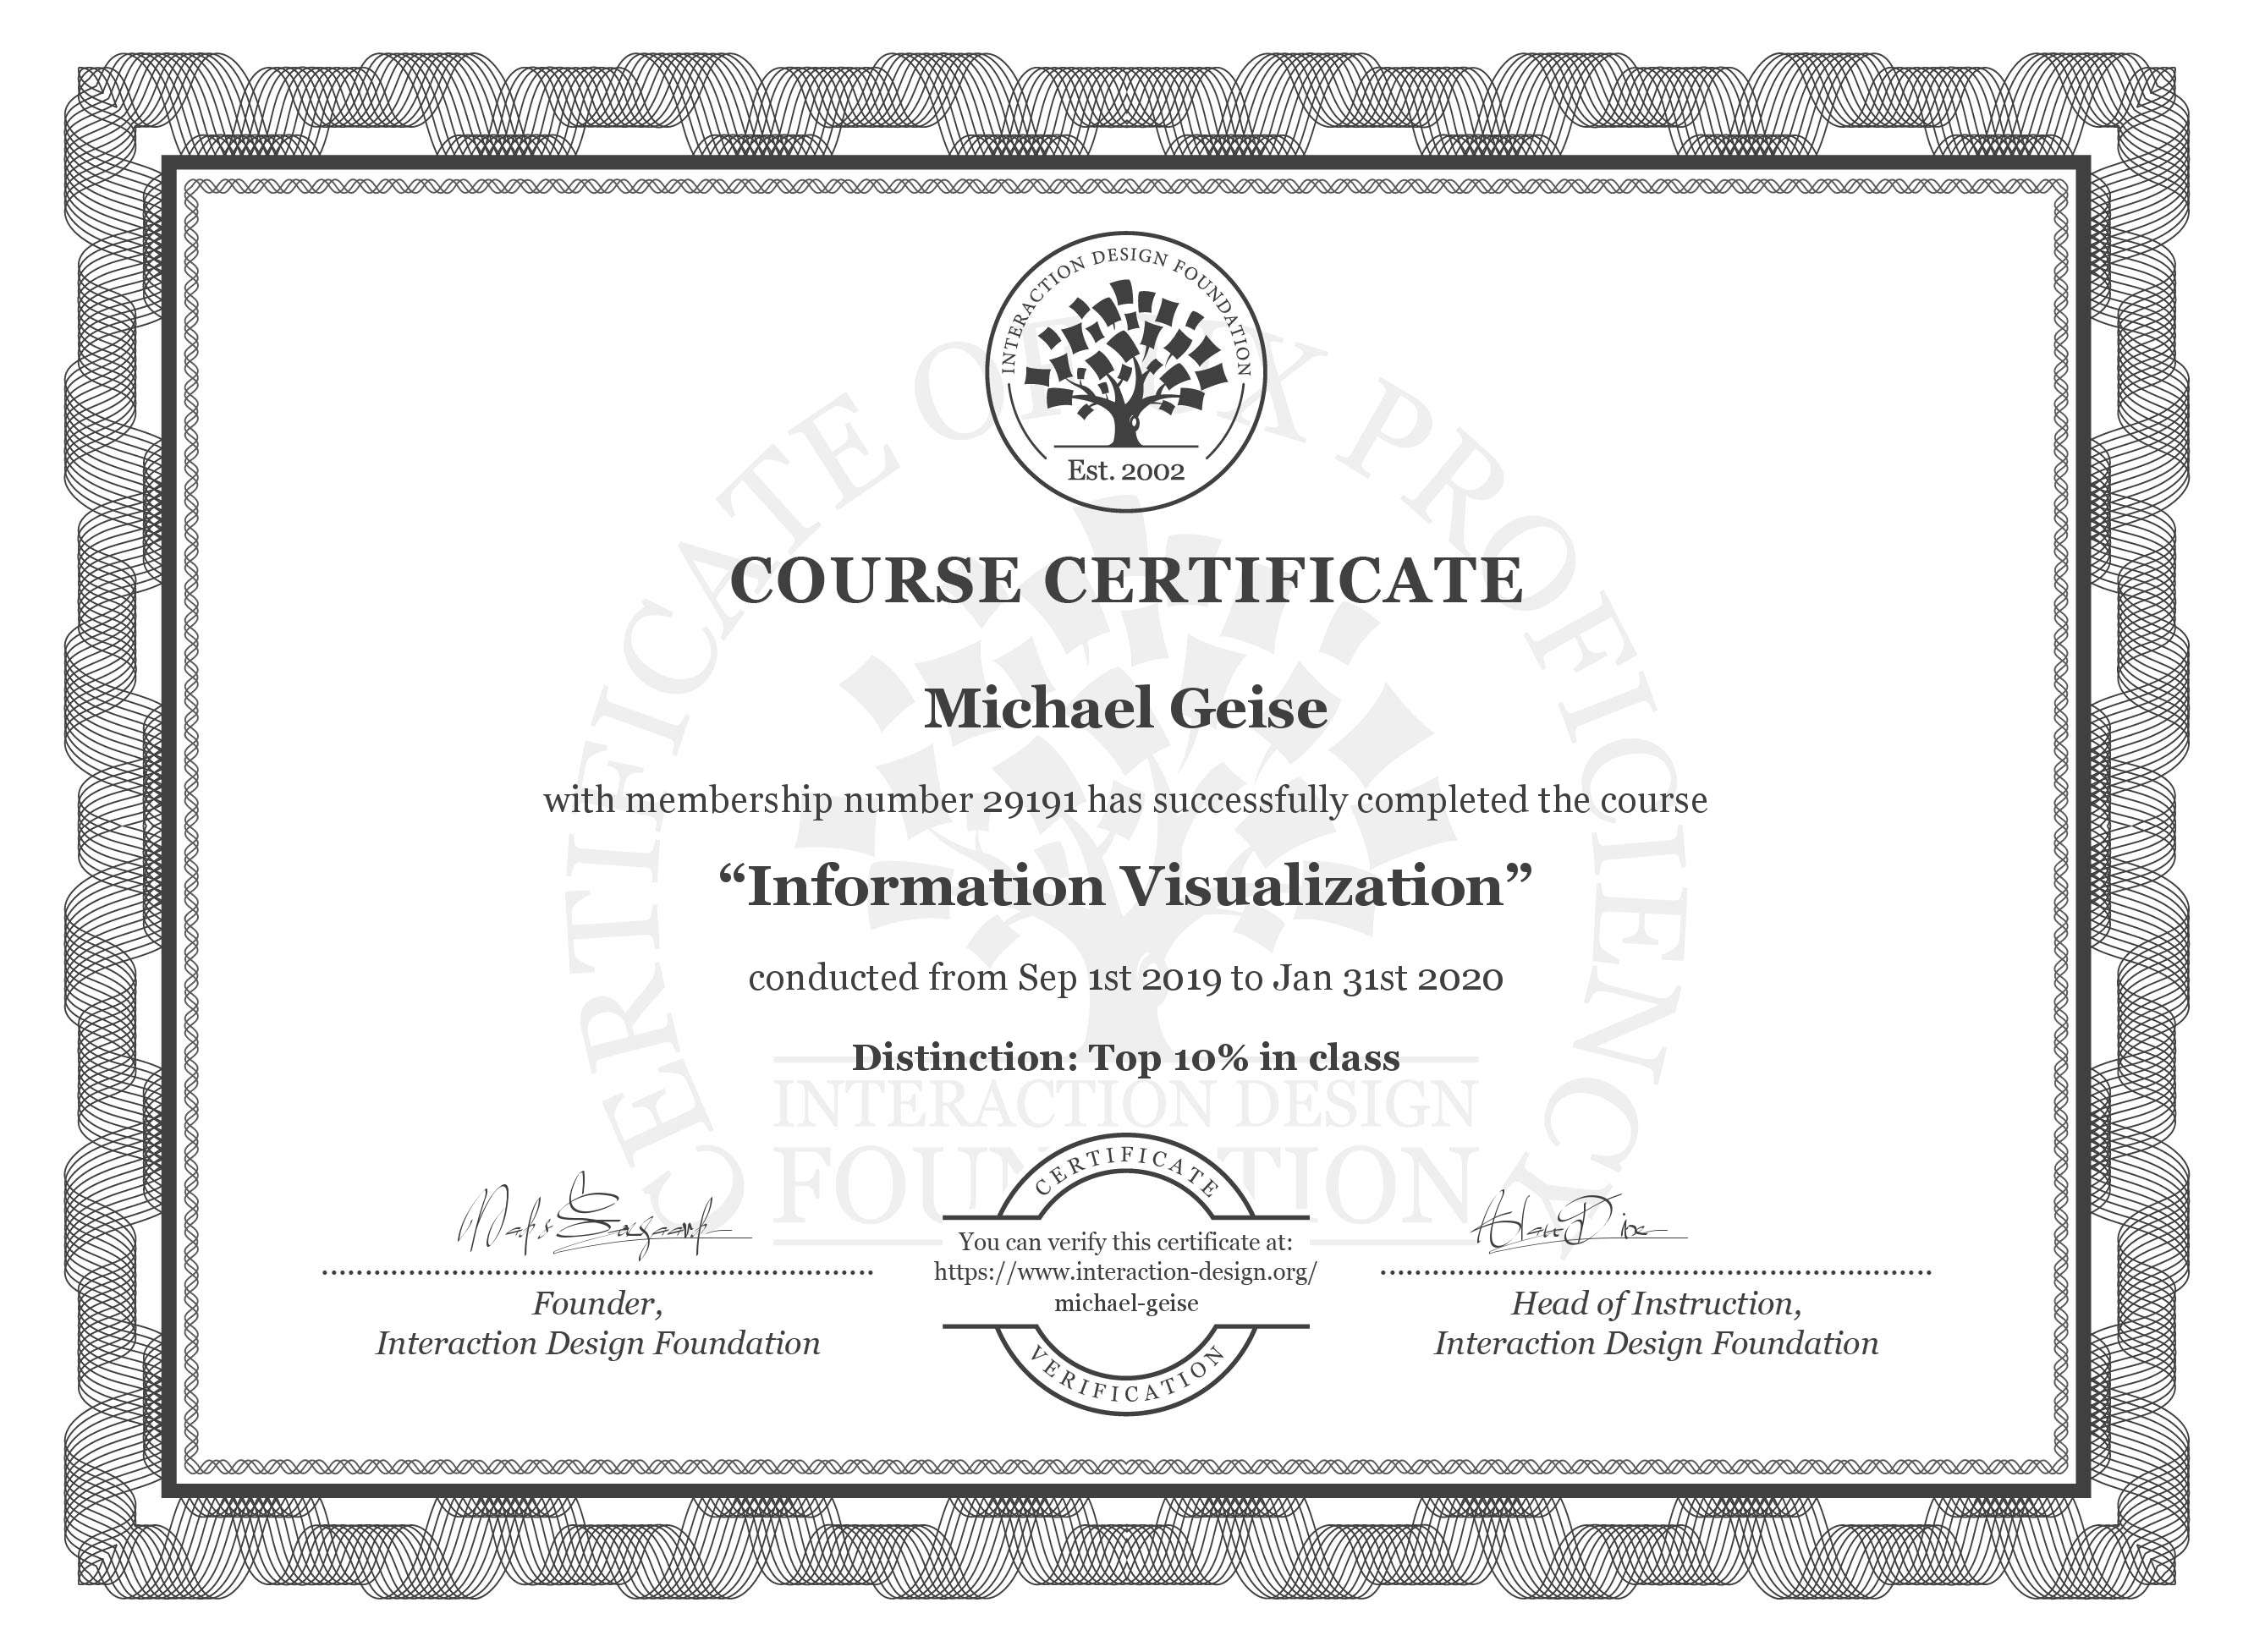 INTERACTION DESIGN FOUNDATION
Est. 2002
CERTIFICATE OF UX PROFICIENCY
COURSE CERTIFICATE
Michael Geise
with membership number 29191 has successfully completed the course
“Information Visualization”
conducted from Sep 1st 2019 to Jan 31st 2020
Distinction: Top 10% in class
INTERACTION DESIGN
FOUNDATION
CERTIFICATE
You can verify this certificate at:
https://www.interaction-design.org/
michael-geise
VERIFICATION
Founder,
Interaction Design Foundation
Head of Instruction,
Interaction Design Foundation